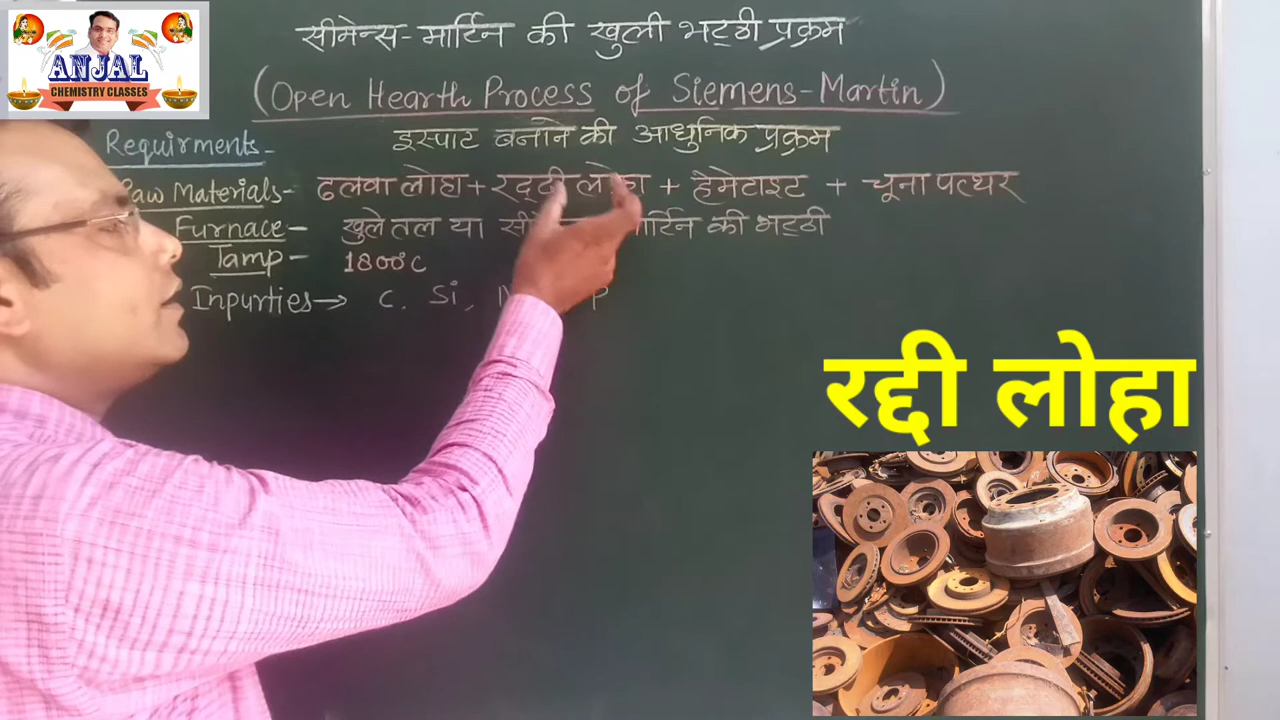 ANJAL
CHEMISTRY CLASSES
सीमेन्स-मार्टिन की खुली भट्ठी प्रक्रम
(Open Hearth Process of Siemens-Martin)
इस्पात बनाने की आधुनिक प्रक्रम
Requirments-
Raw Materials- ढलवा लोहा + रद्दी लोहा + हेमेटाइट + चूना पत्थर
Furnace- खुले तल या मार्टिन की भट्ठी
Tamp- 1800°C
Inpurties→ C, Si, P
रद्दी लोहा